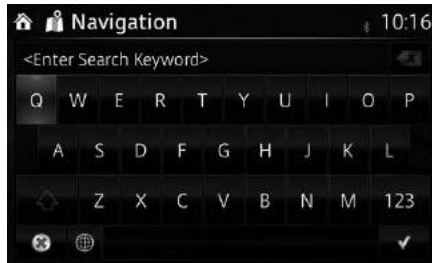 Navigation 10:16
<Enter Search Keyword>
Q W E R T Y U I O P
A S D F G H J K L
Z X C V B N M 123